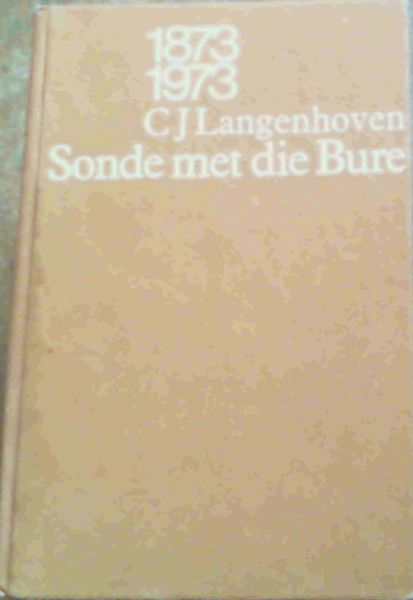 1873
1973
C J Langenhoven
Sonde met die Bure